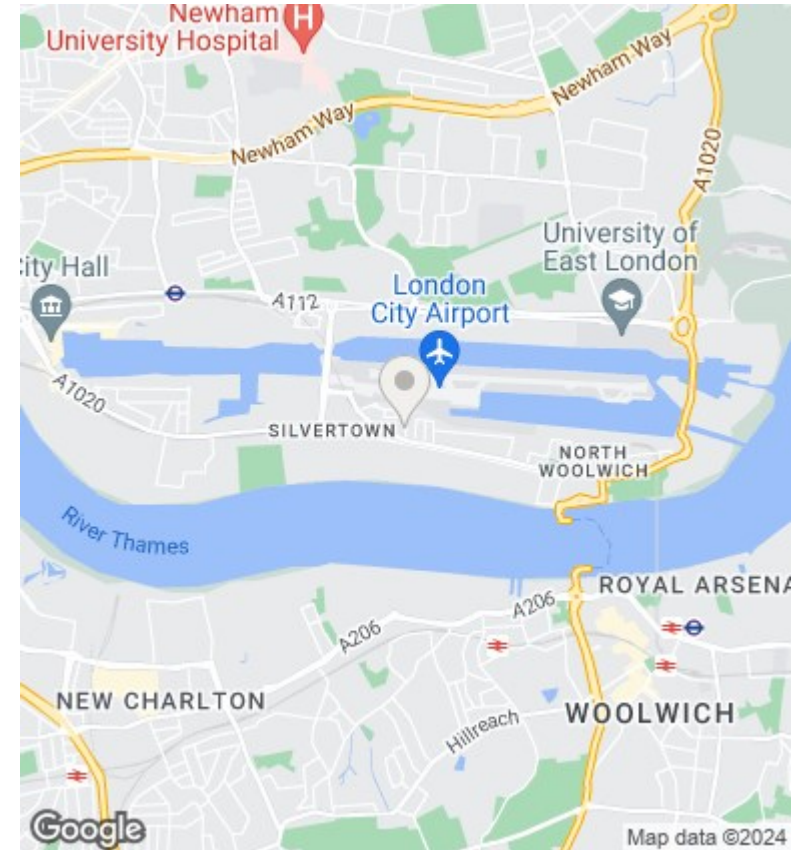 Newham
University Hospital
H
Newham Way
Newham Way
A1020
University of
East London
City Hall
London
City Airport
A112
A1020
SILVERTOWN
NORTH
WOOLWICH
River Thames
ROYAL ARSENA
A206
A206
NEW CHARLTON
WOOLWICH
Hillreach
Google
Map data ©2024